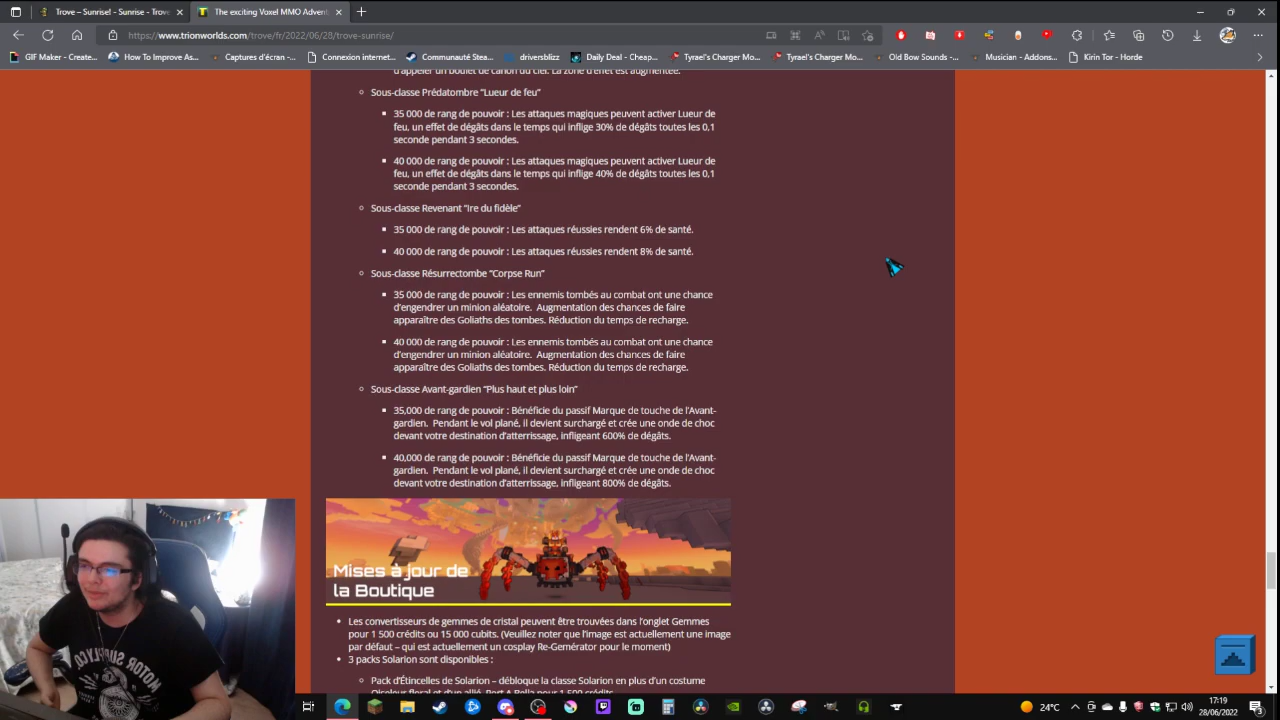 Trove – Sunrise! - Sunrise - Trove
The exciting Voxel MMO Advent
https://www.trionworlds.com/trove/fr/2022/06/28/trove-sunrise/
GIF Maker - Create... How To Improve As... Captures d'écran -... Connexion internet... Communauté Stea... driversblizz Daily Deal - Cheap... Tyrael's Charger Mo... Tyrael's Charger Mo... Old Bow Sounds -... Musician - Addons... Kirin Tor - Horde
d'appeler un boulet de canon du ciel. La zone d'effet est augmentée.
Sous-classe Prédatombre “Lueur de feu”
35 000 de rang de pouvoir : Les attaques magiques peuvent activer Lueur de
feu, un effet de dégâts dans le temps qui inflige 30% de dégâts toutes les 0,1
seconde pendant 3 secondes.
40 000 de rang de pouvoir : Les attaques magiques peuvent activer Lueur de
feu, un effet de dégâts dans le temps qui inflige 40% de dégâts toutes les 0,1
seconde pendant 3 secondes.
Sous-classe Revenant “Ire du fidèle”
35 000 de rang de pouvoir : Les attaques réussies rendent 6% de santé.
40 000 de rang de pouvoir : Les attaques réussies rendent 8% de santé.
Sous-classe Résurrectombe “Corpse Run”
35 000 de rang de pouvoir : Les ennemis tombés au combat ont une chance
d’engendrer un minion aléatoire.  Augmentation des chances de faire
apparaître des Goliaths des tombes. Réduction du temps de recharge.
40 000 de rang de pouvoir : Les ennemis tombés au combat ont une chance
d’engendrer un minion aléatoire.  Augmentation des chances de faire
apparaître des Goliaths des tombes. Réduction du temps de recharge.
Sous-classe Avant-gardien “Plus haut et plus loin”
35,000 de rang de pouvoir : Bénéficie du passif Marque de touche de l’Avant-
gardien.  Pendant le vol plané, il devient surchargé et crée une onde de choc
devant votre destination d’atterrissage, infligeant 600% de dégâts.
40,000 de rang de pouvoir : Bénéficie du passif Marque de touche de l’Avant-
gardien.  Pendant le vol plané, il devient surchargé et crée une onde de choc
devant votre destination d’atterrissage, infligeant 800% de dégâts.
Mises à jour de
la Boutique
Les convertisseurs de gemmes de cristal peuvent être trouvées dans l’onglet Gemmes
pour 1 500 crédits ou 15 000 cubits. (Veuillez noter que l’image est actuellement une image
par défaut – qui est actuellement un cosplay Re-Gemérator pour le moment)
3 packs Solarion sont disponibles :
Pack d’Étincelles de Solarion – débloque la classe Solarion en plus d’un costume
Oiseleur floral et d’un allié, Port-A-Bella pour 1 500 crédits
24°C
17:19
28/06/2022